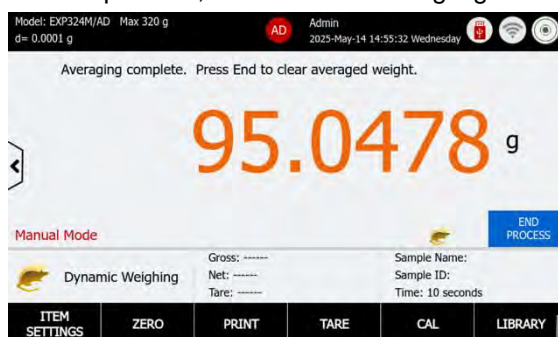 Model: EXP324M/AD Max 320 g
d= 0.0001 g
AD
Admin
2025-May-14 14:55:32 Wednesday
Averaging complete. Press End to clear averaged weight.
95.0478 g
Manual Mode
END
PROCESS
Dynamic Weighing
Gross: ------
Net: ------
Tare: ------
Sample Name:
Sample ID:
Time: 10 seconds
ITEM
SETTINGS
ZERO
PRINT
TARE
CAL
LIBRARY